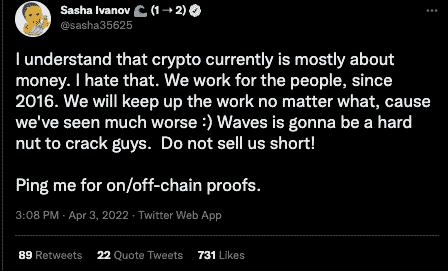 Sasha Ivanov 🌊 (1 → 2)
@sasha35625
I understand that crypto currently is mostly about
money. I hate that. We work for the people, since
2016. We will keep up the work no matter what, cause
we've seen much worse :) Waves is gonna be a hard
nut to crack guys.  Do not sell us short!
Ping me for on/off-chain proofs.
3:08 PM · Apr 3, 2022 · Twitter Web App
89 Retweets 22 Quote Tweets 731 Likes